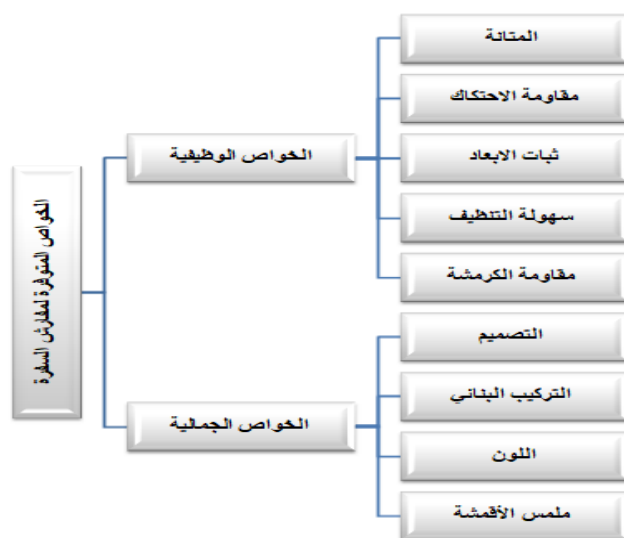 الخواص المتوفرة لمفارش السفرة
الخواص الوظيفية
المتانة
مقاومة الاحتكاك
ثبات الابعاد
سهولة التنظيف
مقاومة الكرمشة
الخواص الجمالية
التصميم
التركيب البنائي
اللون
ملمس الأقمشة